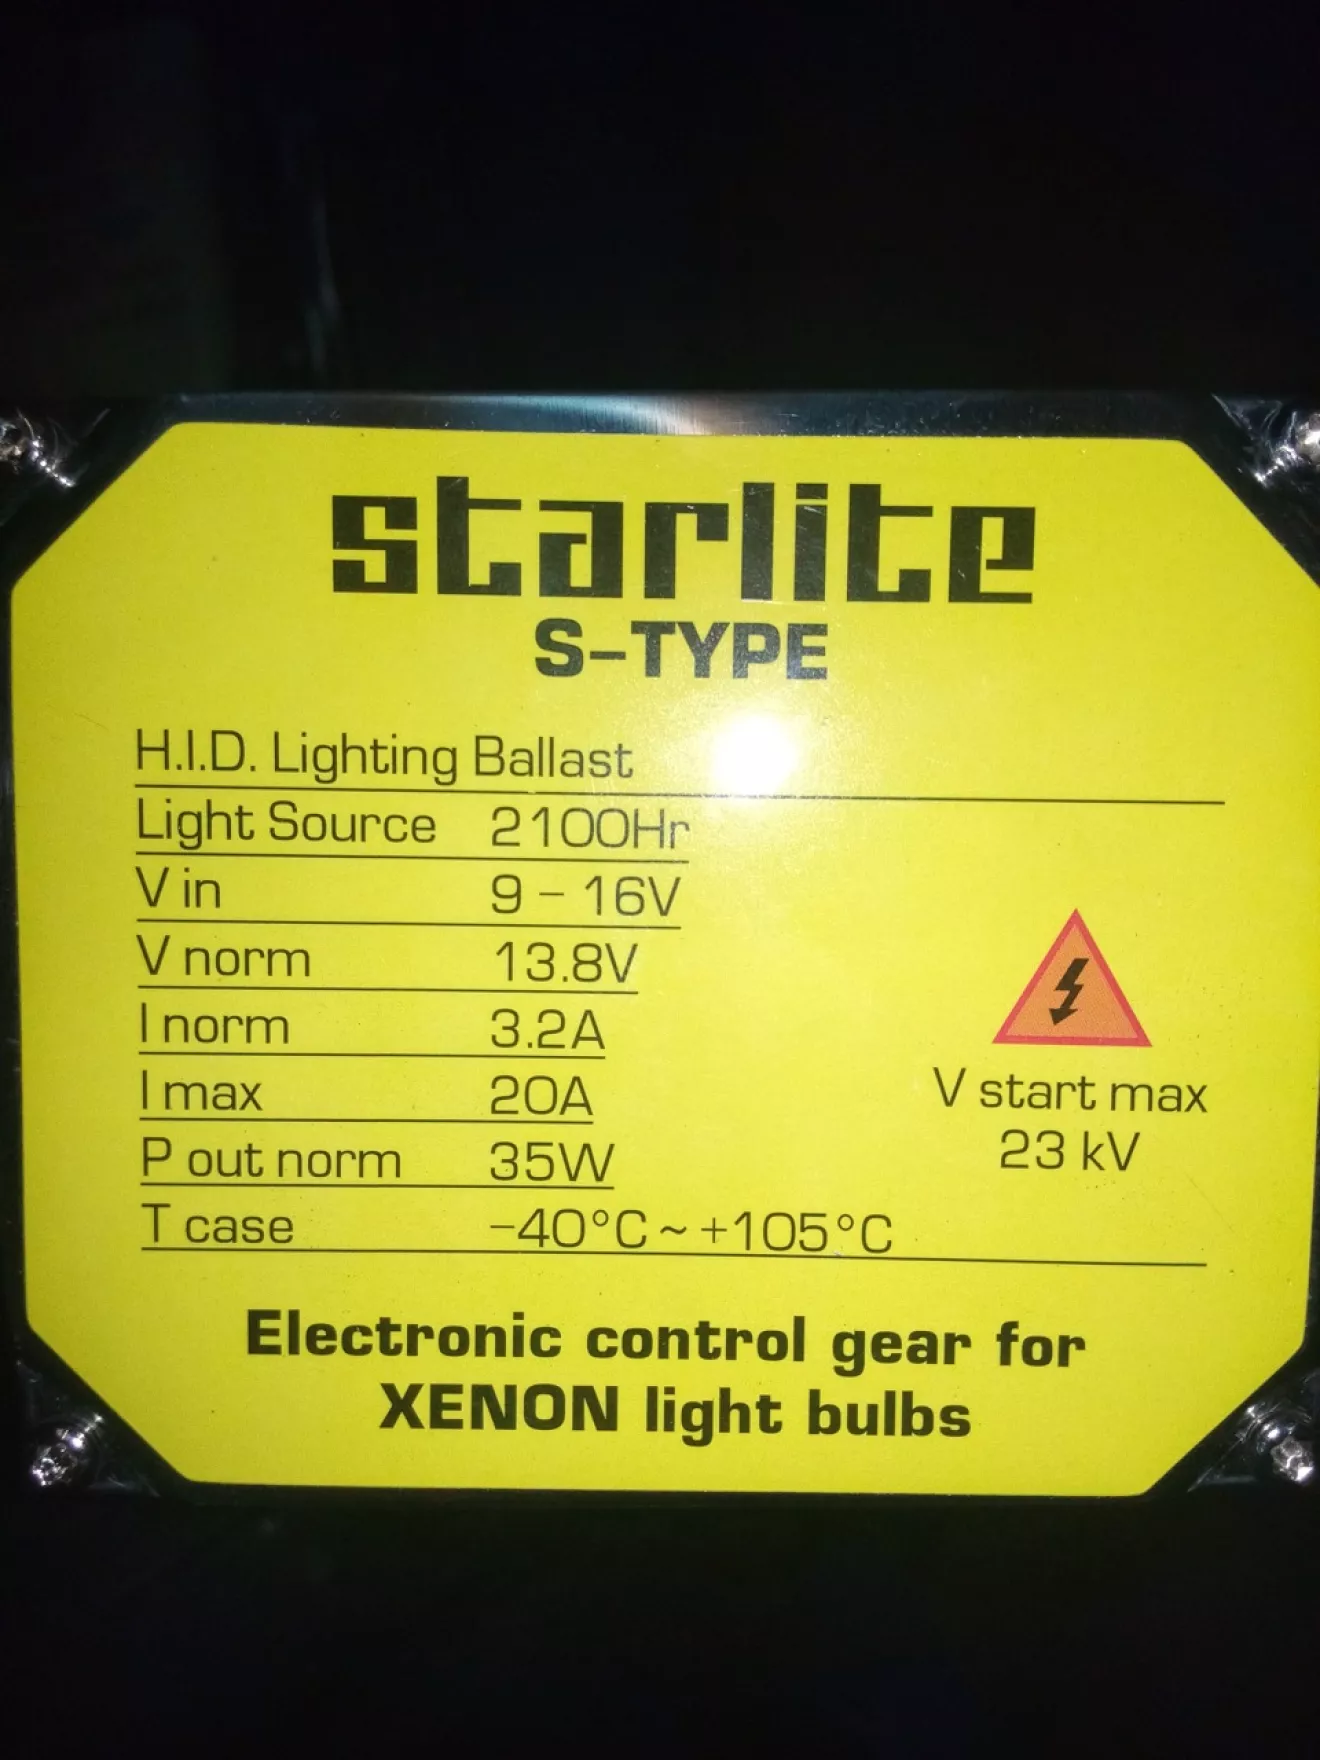 starlite
S-TYPE
H.I.D. Lighting Ballast
Light Source 2100Hr
V in 9 - 16V
V norm 13.8V
I norm 3.2A
I max 20A
P out norm 35W
T case -40°C ~ +105°C
V start max
23 kV
Electronic control gear for
XENON light bulbs